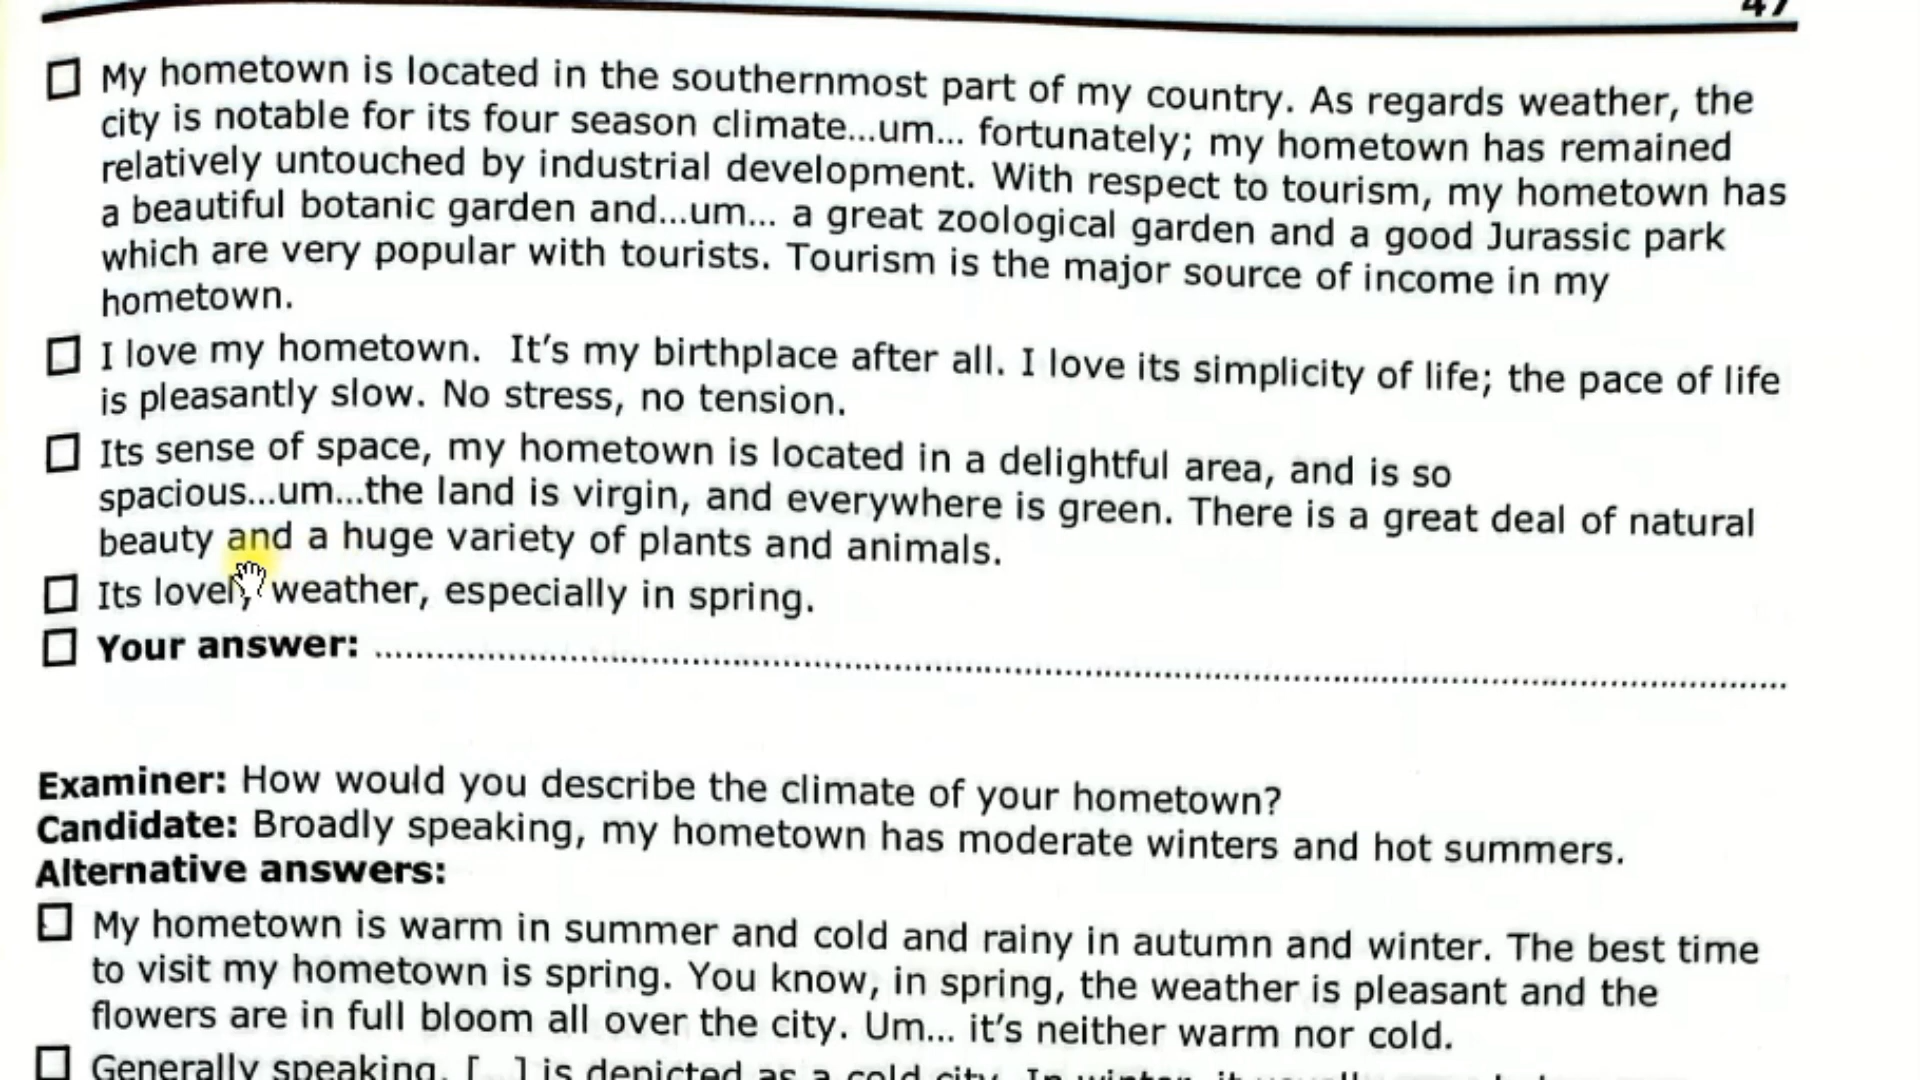 47
☐ My hometown is located in the southernmost part of my country. As regards weather, the
city is notable for its four season climate...um... fortunately; my hometown has remained
relatively untouched by industrial development. With respect to tourism, my hometown has
a beautiful botanic garden and...um... a great zoological garden and a good Jurassic park
which are very popular with tourists. Tourism is the major source of income in my
hometown.
☐ I love my hometown. It's my birthplace after all. I love its simplicity of life; the pace of life
is pleasantly slow. No stress, no tension.
☐ Its sense of space, my hometown is located in a delightful area, and is so
spacious...um...the land is virgin, and everywhere is green. There is a great deal of natural
beauty and a huge variety of plants and animals.
☐ Its lovely weather, especially in spring.
☐ Your answer: ........................................................................................................
Examiner: How would you describe the climate of your hometown?
Candidate: Broadly speaking, my hometown has moderate winters and hot summers.
Alternative answers:
☐ My hometown is warm in summer and cold and rainy in autumn and winter. The best time
to visit my hometown is spring. You know, in spring, the weather is pleasant and the
flowers are in full bloom all over the city. Um... it's neither warm nor cold.
☐ Generally speaking, [...] is depicted as a cold city. In winter, it usually